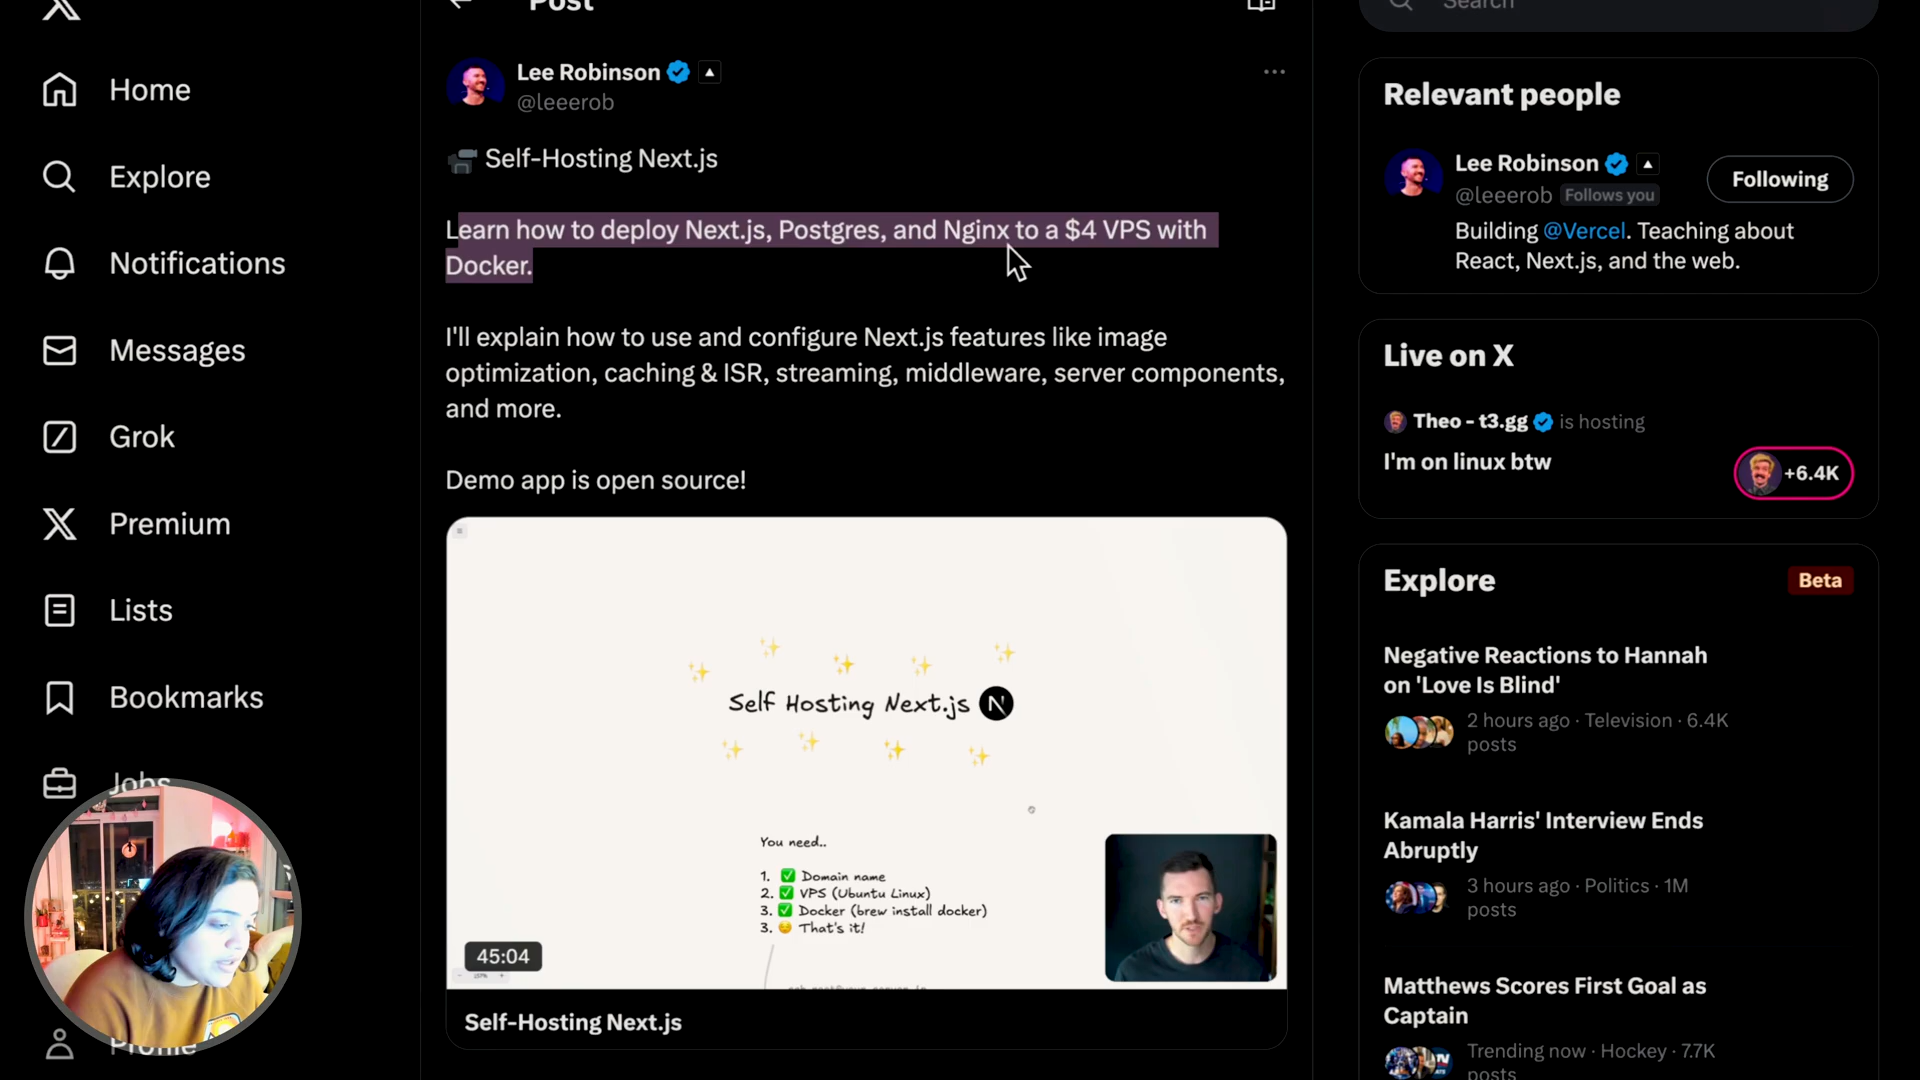 Home
Explore
Notifications
Messages
Grok
Premium
Lists
Bookmarks
Jobs
Profile
Post
Lee Robinson
@leeerob
Self-Hosting Next.js
Learn how to deploy Next.js, Postgres, and Nginx to a $4 VPS with
Docker.
I'll explain how to use and configure Next.js features like image
optimization, caching & ISR, streaming, middleware, server components,
and more.
Demo app is open source!
Self Hosting Next.js N
You need..
1. ✅ Domain name
2. ✅ VPS (Ubuntu Linux)
3. ✅ Docker (brew install docker)
3. 😌 That's it!
45:04
Self-Hosting Next.js
Search
Relevant people
Lee Robinson
@leeerob Follows you
Following
Building @Vercel. Teaching about
React, Next.js, and the web.
Live on X
Theo - t3.gg is hosting
I'm on linux btw
+6.4K
Explore
Beta
Negative Reactions to Hannah
on 'Love Is Blind'
2 hours ago · Television · 6.4K
posts
Kamala Harris' Interview Ends
Abruptly
3 hours ago · Politics · 1M
posts
Matthews Scores First Goal as
Captain
Trending now · Hockey · 7.7K
posts